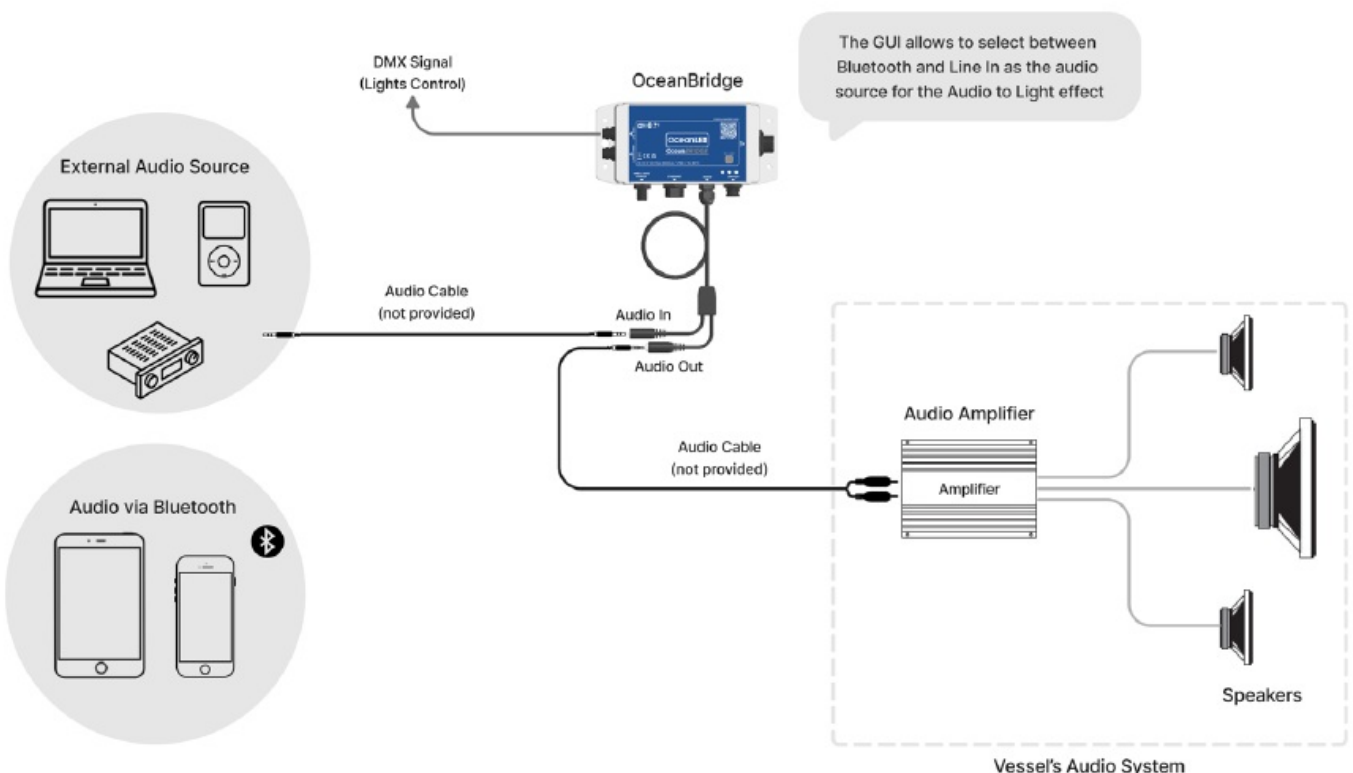 DMX Signal
(Lights Control)
OceanBridge
The GUI allows to select between
Bluetooth and Line In as the audio
source for the Audio to Light effect
External Audio Source
OceanLED
OceanBridge
Audio Cable
(not provided)
Audio In
Audio Out
Audio Cable
(not provided)
Audio Amplifier
Amplifier
Audio via Bluetooth
Speakers
Vessel's Audio System